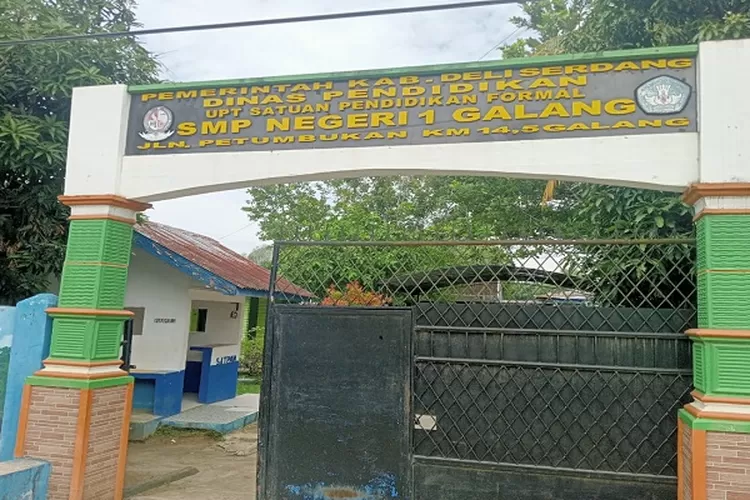 PEMERINTAH KAB - DELI SERDANG
DINAS PENDIDIKAN
UPT SATUAN PENDIDIKAN FORMAL
SMP NEGERI 1 GALANG
JLN. PETUMBUKAN KM 14,5 GALANG
SATPAM